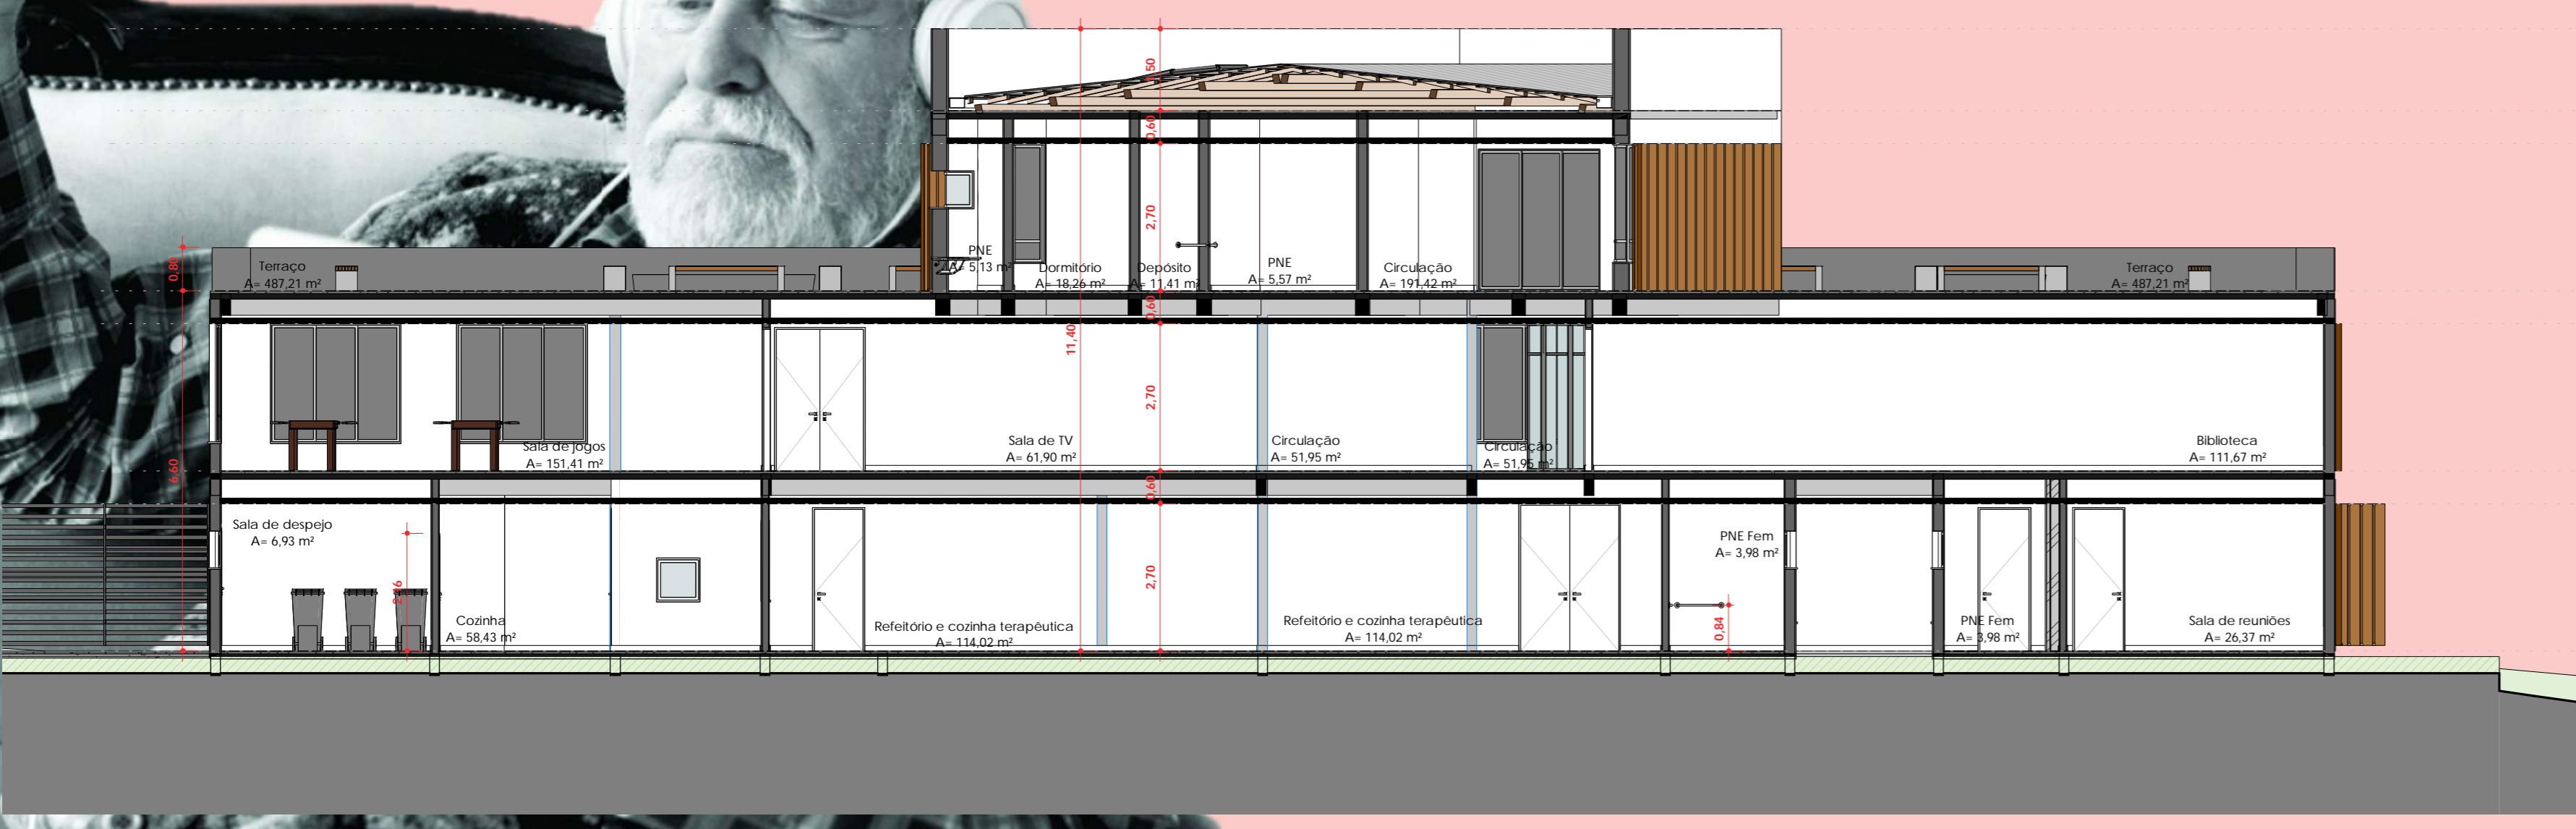 1,50
0,60
2,70
PNE
A= 5,13 m²
Dormitório
A= 18,26 m²
Depósito
A= 11,41 m²
PNE
A= 5,57 m²
Circulação
A= 191,42 m²
0,80
Terraço
A= 487,21 m²
Terraço
A= 487,21 m²
0,60
11,40
2,70
6,60
Sala de jogos
A= 151,41 m²
Sala de TV
A= 61,90 m²
Circulação
A= 51,95 m²
Circulação
A= 51,95 m²
Biblioteca
A= 111,67 m²
0,60
Sala de despejo
A= 6,93 m²
2,70
PNE Fem
A= 3,98 m²
Cozinha
A= 58,43 m²
Refeitório e cozinha terapêutica
A= 114,02 m²
Refeitório e cozinha terapêutica
A= 114,02 m²
0,84
PNE Fem
A= 3,98 m²
Sala de reuniões
A= 26,37 m²